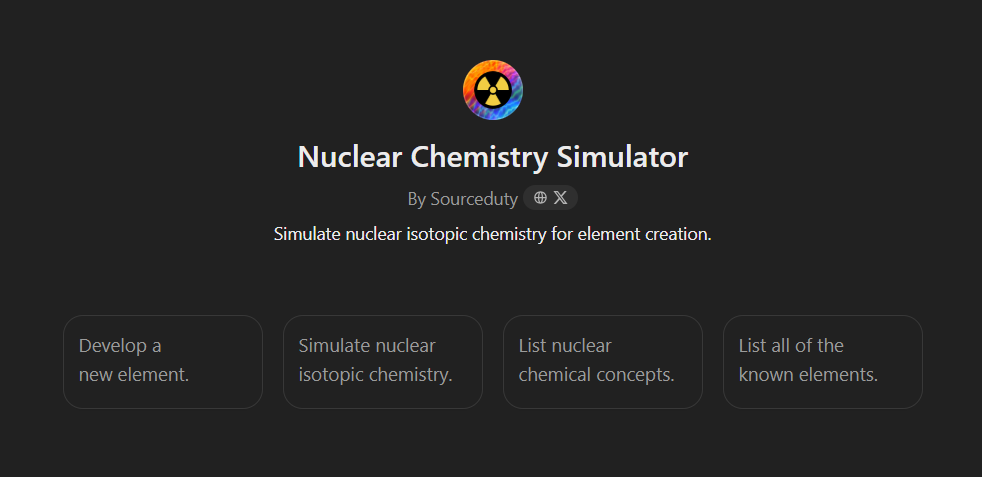 Nuclear Chemistry Simulator
By Sourceduty
Simulate nuclear isotopic chemistry for element creation.
Develop a
new element.
Simulate nuclear
isotopic chemistry.
List nuclear
chemical concepts.
List all of the
known elements.